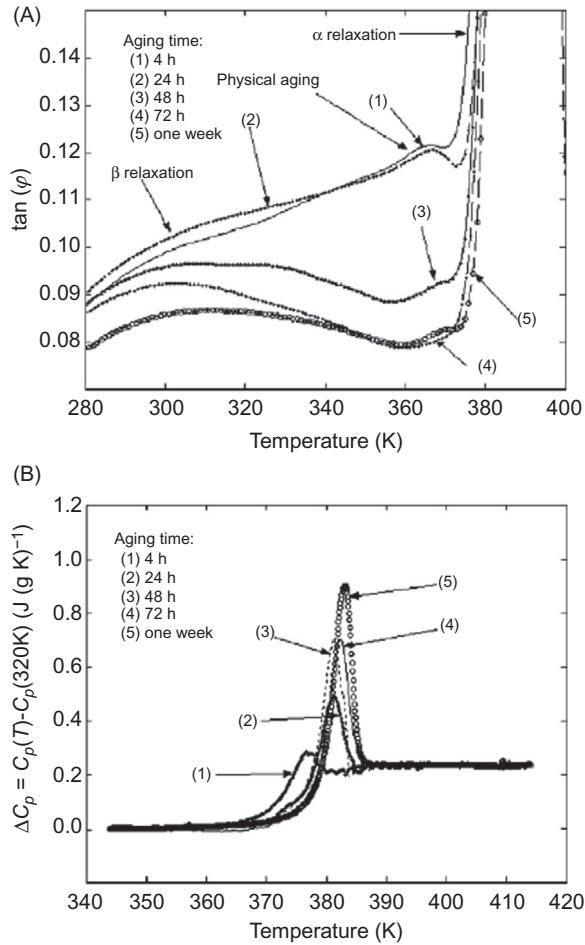 (A)
0.14
0.13
0.12
0.11
0.10
0.09
0.08
tan (φ)
Aging time:
(1) 4 h
(2) 24 h
(3) 48 h
(4) 72 h
(5) one week
α relaxation
Physical aging
(1)
(2)
β relaxation
(3)
(5)
(4)
280 300 320 340 360 380 400
Temperature (K)
(B)
1.2
1.0
0.8
0.6
0.4
0.2
0.0
ΔCp = Cp(T)-Cp(320K) (J (g K)⁻¹)
Aging time:
(1) 4 h
(2) 24 h
(3) 48 h
(4) 72 h
(5) one week
(5)
(3)
(4)
(2)
(1)
340 350 360 370 380 390 400 410 420
Temperature (K)